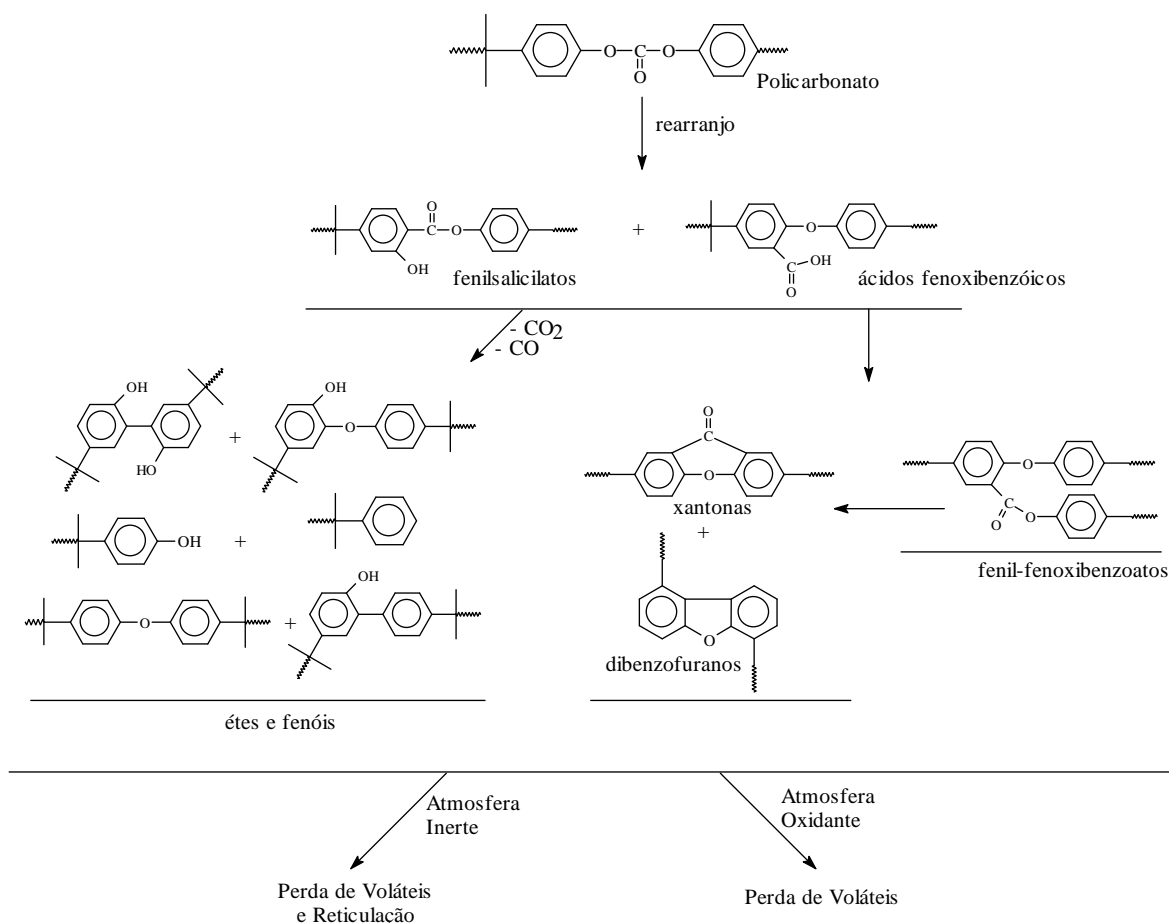 O C O
O
Policarbonato
rearranjo
O
C O
OH
fenilsalicilatos
+
O
C OH
O
ácidos fenoxibenzóicos
- CO2
- CO
OH
HO
+
OH
O
OH
+
O
+
OH
étes e fenóis
O
C
O
xantonas
+
O
dibenzofuranos
O
C
O O
fenil-fenoxibenzoatos
Atmosfera
Inerte
Atmosfera
Oxidante
Perda de Voláteis
e Reticulação
Perda de Voláteis